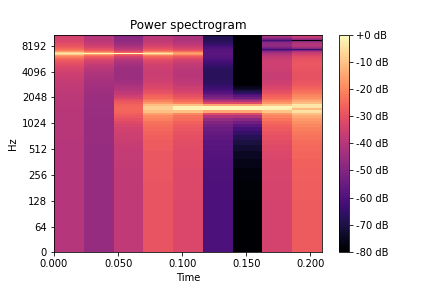 Power spectrogram
8192
4096
2048
1024
512
256
128
64
0
Hz
0.000 0.050 0.100 0.150 0.200
Time
+0 dB
-10 dB
-20 dB
-30 dB
-40 dB
-50 dB
-60 dB
-70 dB
-80 dB